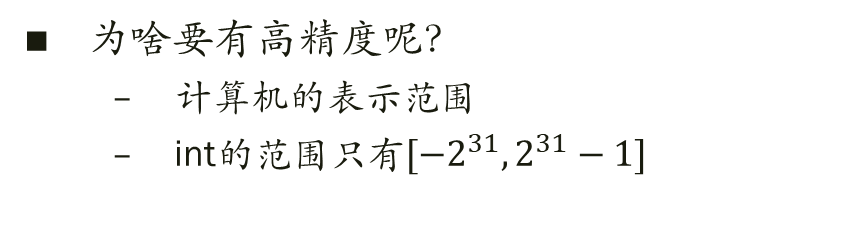 ■ 为啥要有高精度呢?
– 计算机的表示范围
– int的范围只有[−2³¹, 2³¹ − 1]